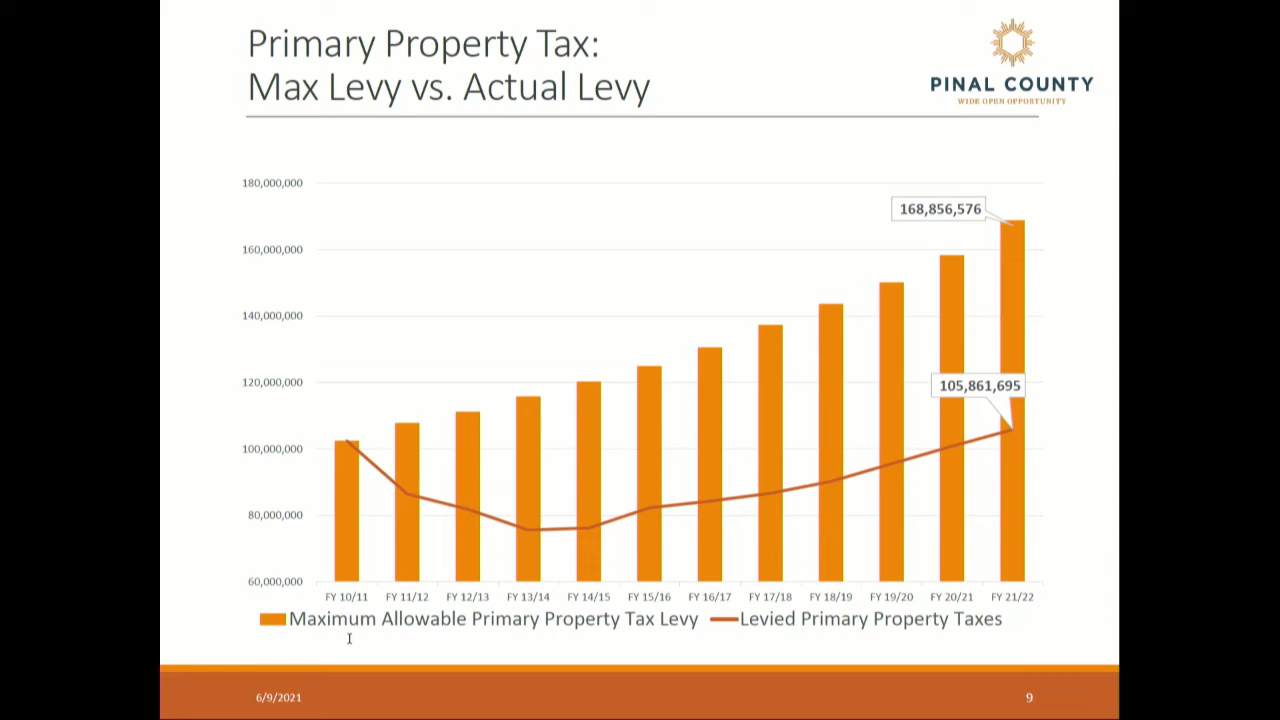 Primary Property Tax:
Max Levy vs. Actual Levy
PINAL COUNTY
WIDE OPEN OPPORTUNITY
180,000,000
168,856,576
160,000,000
140,000,000
120,000,000
105,861,695
100,000,000
80,000,000
60,000,000
FY 10/11 FY 11/12 FY 12/13 FY 13/14 FY 14/15 FY 15/16 FY 16/17 FY 17/18 FY 18/19 FY 19/20 FY 20/21 FY 21/22
Maximum Allowable Primary Property Tax Levy Levied Primary Property Taxes
6/9/2021 9